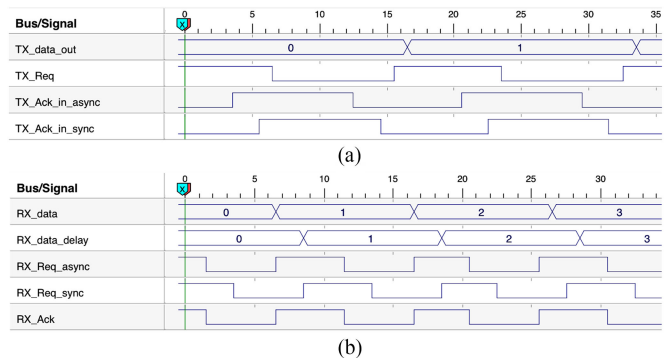 Bus/Signal 0 5 10 15 20 25 30 35
X
TX_data_out 0 1
TX_Req
TX_Ack_in_async
TX_Ack_in_sync
(a)
Bus/Signal 0 5 10 15 20 25 30
X
RX_data 0 1 2 3
RX_data_delay 0 1 2 3
RX_Req_async
RX_Req_sync
RX_Ack
(b)